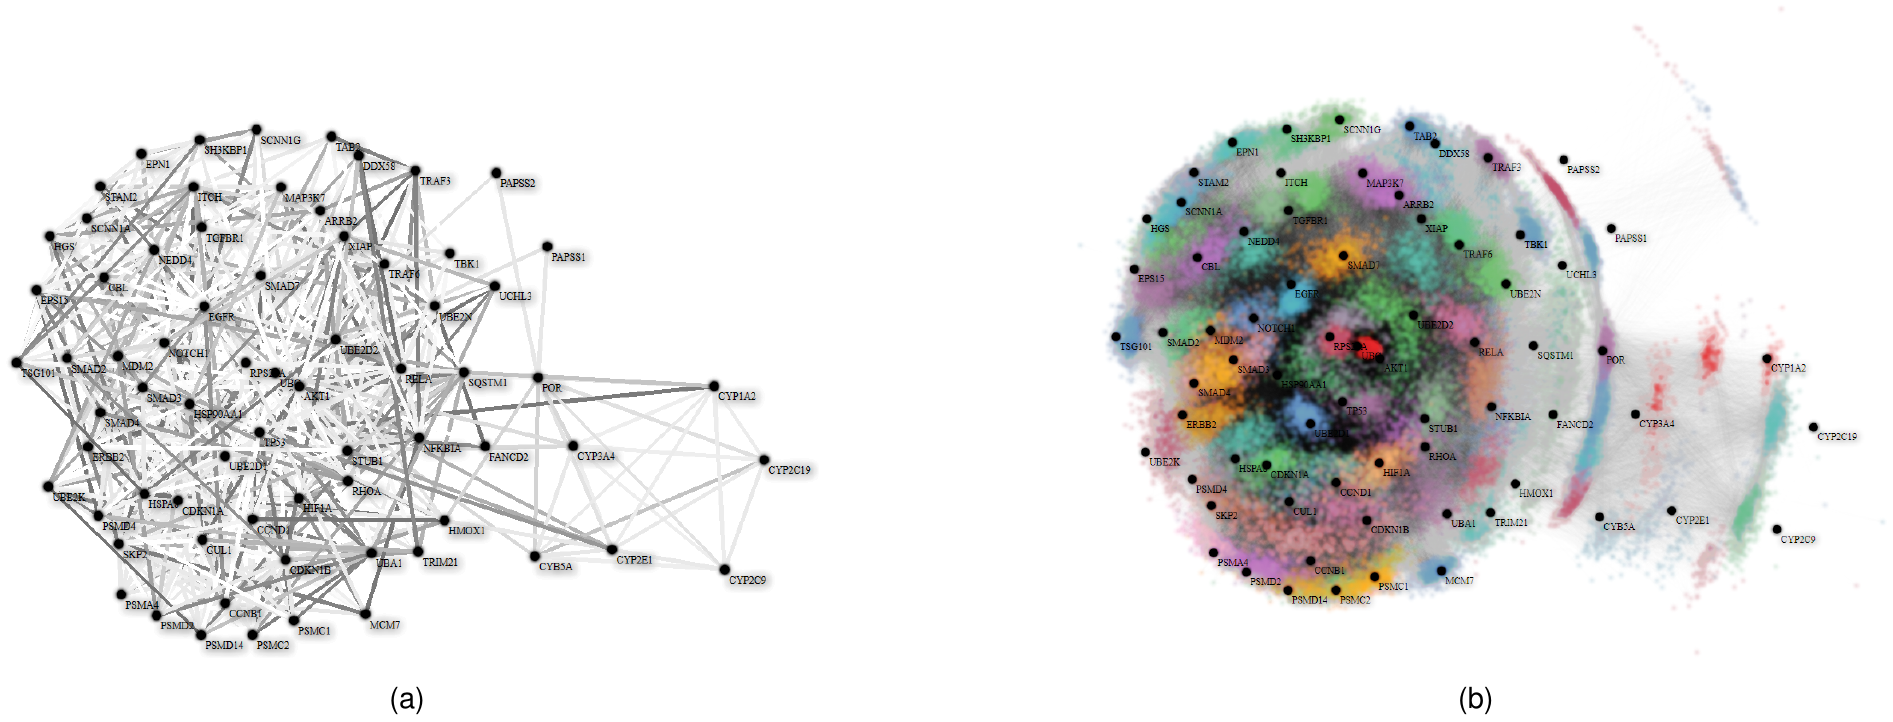 SCNN1G
SH3KBP1
TAB2
DDX58
EPN1
TRAF3
PAPSS2
STAM2
ITCH
MAP3K7
ARRB2
SCNN1A
TGFBR1
XIAP
HGS
NEDD4
TBK1
PAPSS1
TRAF6
CBL
SMAD7
UCHL3
EPS15
EGFR
UBE2N
NOTCH1
UBE2D2
TSG101
SMAD2
MDM2
RELA
SQSTM1
POR
UBC
AKT1
CYP1A2
SMAD3
HSP90AA1
SMAD4
TP53
NFKBIA
ERBB2
STUB1
FANCD2
CYP3A4
UBE2D1
CYP2C19
UBE2K
RHOA
HSPA8
CDKN1A
HIF1A
PSMD4
CCND1
HMOX1
SKP2
CUL1
CDKN1B
UBA1
TRIM21
CYB5A
CYP2E1
CYP2C9
PSMA4
CCNB1
PSMD2
PSMC1
MCM7
PSMD14
PSMC2
(a)
SCNN1G
TAB2
SH3KBP1
EPN1
DDX58
TRAF3
PAPSS2
STAM2
ITCH
MAP3K7
ARRB2
SCNN1A
TGFBR1
HGS
XIAP
NEDD4
PAPSS1
TBK1
TRAF6
CBL
SMAD7
EPS15
UCHL3
EGFR
UBE2N
NOTCH1
UBE2D2
TSG101
SMAD2
MDM2
RELA
SQSTM1
POR
UBC
AKT1
CYP1A2
SMAD3
HSP90AA1
SMAD4
TP53
NFKBIA
ERBB2
STUB1
FANCD2
CYP3A4
CYP2C19
UBE2K
RHOA
HSPA8
CDKN1A
HIF1A
PSMD4
CCND1
HMOX1
SKP2
CUL1
CDKN1B
UBA1
TRIM21
CYB5A
CYP2E1
CYP2C9
PSMA4
CCNB1
PSMD2
PSMC1
MCM7
PSMD14
PSMC2
(b)